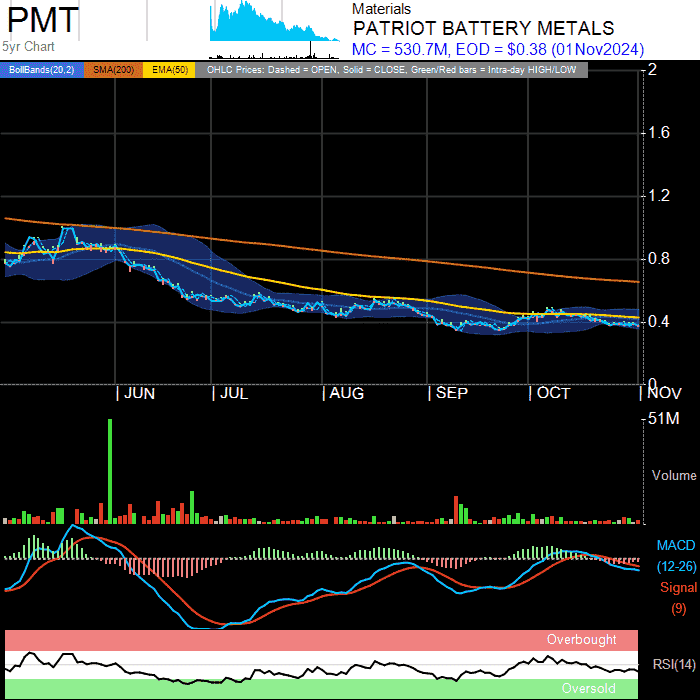 PMT
5yr Chart
Materials
PATRIOT BATTERY METALS
MC = 530.7M, EOD = $0.38 (01Nov2024)
BollBands(20,2) SMA(200) EMA(50) OHLC Prices: Dashed = OPEN, Solid = CLOSE, Green/Red bars = Intra-day HIGH/LOW
2
1.6
1.2
0.8
0.4
0
JUN JUL AUG SEP OCT NOV
51M
Volume
MACD
(12-26)
Signal
(9)
Overbought
RSI(14)
Oversold